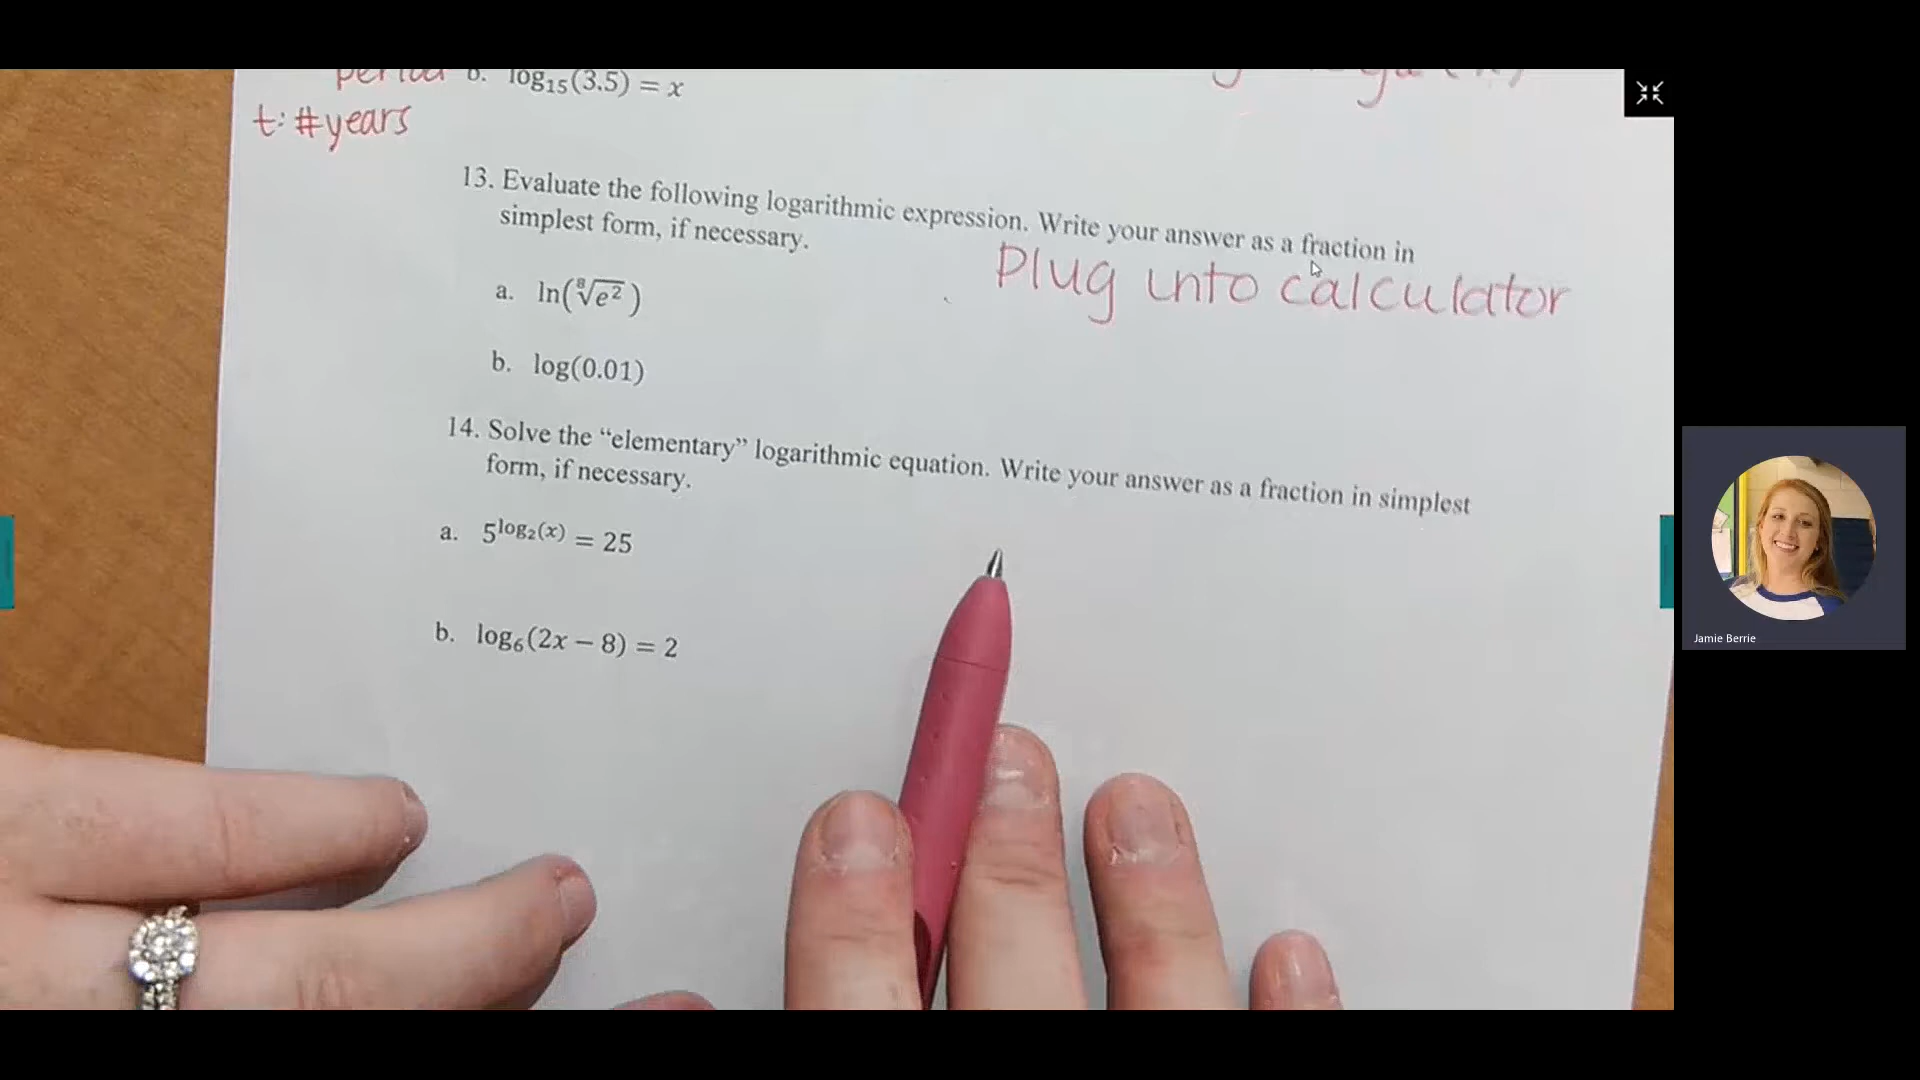 period b. log₁₅(3.5) = x
t: #years
13. Evaluate the following logarithmic expression. Write your answer as a fraction in
simplest form, if necessary.
Plug into calculator
a. ln(⁸√e²)
b. log(0.01)
14. Solve the “elementary” logarithmic equation. Write your answer as a fraction in simplest
form, if necessary.
a. 5^log₂(x) = 25
b. log₆(2x − 8) = 2
Jamie Berrie